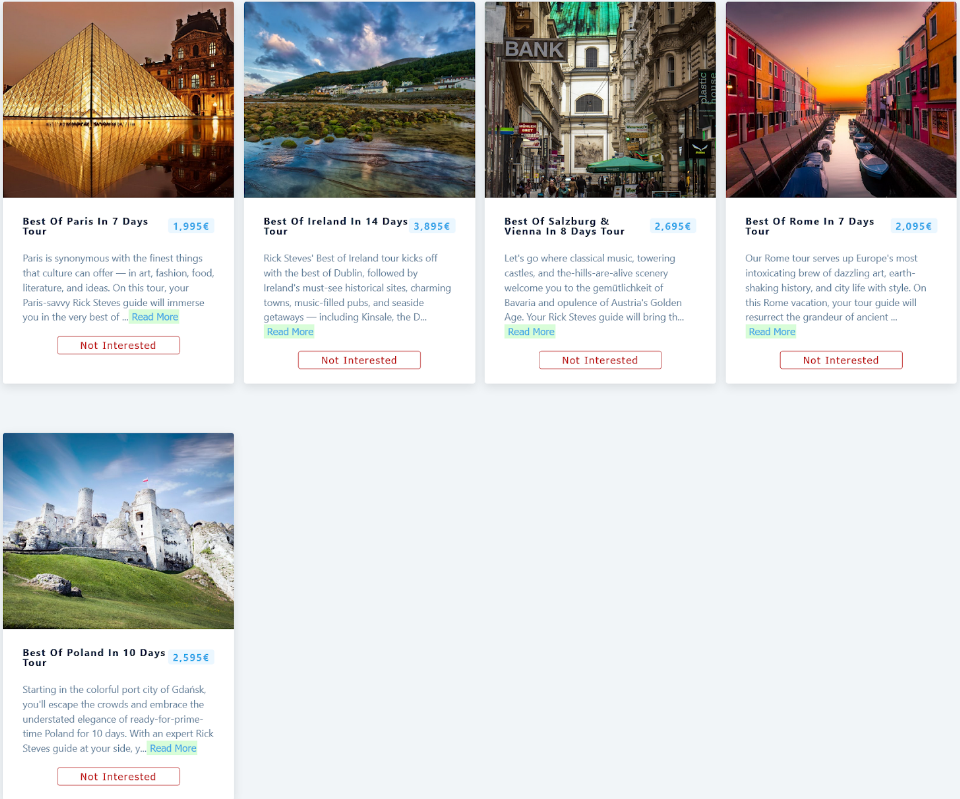 BANK
plastic
house
Best Of Paris In 7 Days
Tour
1,995€
Paris is synonymous with the finest things
that culture can offer — in art, fashion, food,
literature, and ideas. On this tour, your
Paris-savvy Rick Steves guide will immerse
you in the very best of ... Read More
Not Interested
Best Of Ireland In 14 Days
Tour
3,895€
Rick Steves' Best of Ireland tour kicks off
with the best of Dublin, followed by
Ireland's must-see historical sites, charming
towns, music-filled pubs, and seaside
getaways — including Kinsale, the D...
Read More
Not Interested
Best Of Salzburg &
Vienna In 8 Days Tour
2,695€
Let's go where classical music, towering
castles, and the-hills-are-alive scenery
welcome you to the gemütlichkeit of
Bavaria and opulence of Austria's Golden
Age. Your Rick Steves guide will bring th...
Read More
Not Interested
Best Of Rome In 7 Days
Tour
2,095€
Our Rome tour serves up Europe's most
intoxicating brew of dazzling art, earth-
shaking history, and city life with style. On
this Rome vacation, your tour guide will
resurrect the grandeur of ancient ...
Read More
Not Interested
Best Of Poland In 10 Days
Tour
2,595€
Starting in the colorful port city of Gdańsk,
you'll escape the crowds and embrace the
understated elegance of ready-for-prime-
time Poland for 10 days. With an expert Rick
Steves guide at your side, y... Read More
Not Interested